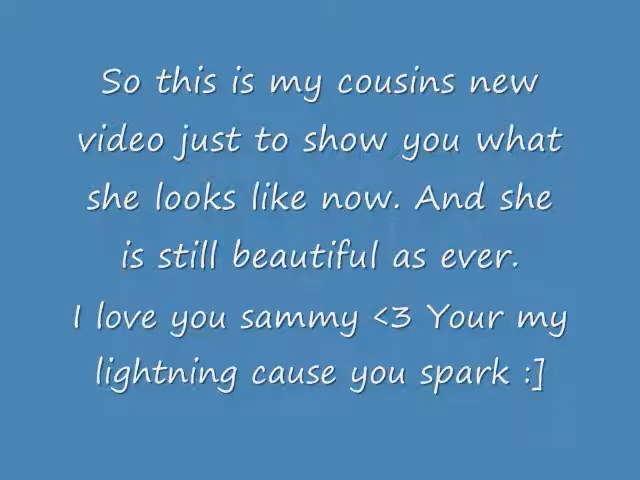 So this is my cousins new
video just to show you what
she looks like now. And she
is still beautiful as ever.
I love you sammy <3 Your my
lightning cause you spark :]